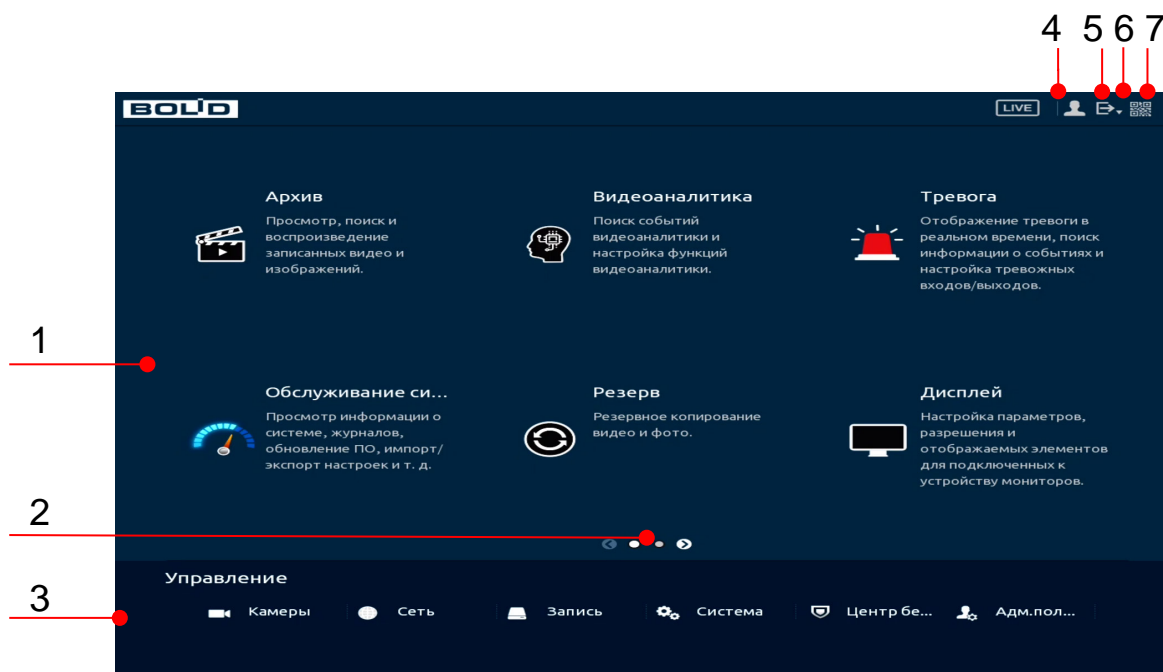 4 5 6 7
BOLID
LIVE
Архив
Просмотр, поиск и
воспроизведение
записанных видео и
изображений.
Видеоаналитика
Поиск событий
видеоаналитики и
настройка функций
видеоаналитики.
Тревога
Отображение тревоги в
реальном времени, поиск
информации о событиях и
настройка тревожных
входов/выходов.
1
Обслуживание си...
Просмотр информации о
системе, журналов,
обновление ПО, импорт/
экспорт настроек и т. д.
Резерв
Резервное копирование
видео и фото.
Дисплей
Настройка параметров,
разрешения и
отображаемых элементов
для подключенных к
устройству мониторов.
2
Управление
3
Камеры Сеть Запись Система Центр бе... Адм.пол...